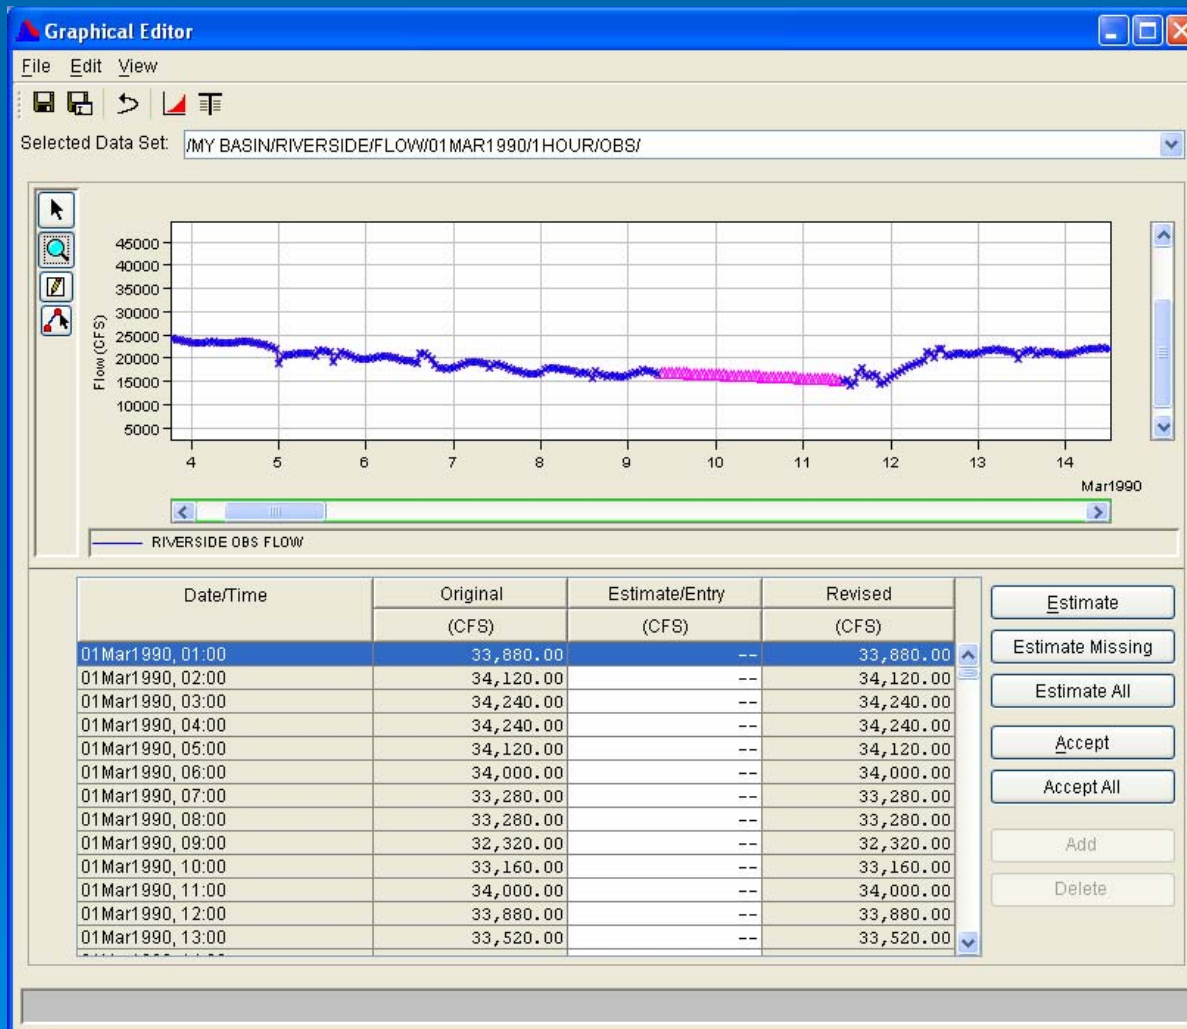 Graphical Editor
File Edit View
Selected Data Set: /MY BASIN/RIVERSIDE/FLOW/01MAR1990/1HOUR/OBS/
Flow (CFS)
45000
40000
35000
30000
25000
20000
15000
10000
5000
4 5 6 7 8 9 10 11 12 13 14
Mar1990
RIVERSIDE OBS FLOW
Date/Time Original Estimate/Entry Revised
(CFS) (CFS) (CFS)
01Mar1990, 01:00 33,880.00 -- 33,880.00
01Mar1990, 02:00 34,120.00 -- 34,120.00
01Mar1990, 03:00 34,240.00 -- 34,240.00
01Mar1990, 04:00 34,240.00 -- 34,240.00
01Mar1990, 05:00 34,120.00 -- 34,120.00
01Mar1990, 06:00 34,000.00 -- 34,000.00
01Mar1990, 07:00 33,280.00 -- 33,280.00
01Mar1990, 08:00 33,280.00 -- 33,280.00
01Mar1990, 09:00 32,320.00 -- 32,320.00
01Mar1990, 10:00 33,160.00 -- 33,160.00
01Mar1990, 11:00 34,000.00 -- 34,000.00
01Mar1990, 12:00 33,880.00 -- 33,880.00
01Mar1990, 13:00 33,520.00 -- 33,520.00
Estimate
Estimate Missing
Estimate All
Accept
Accept All
Add
Delete